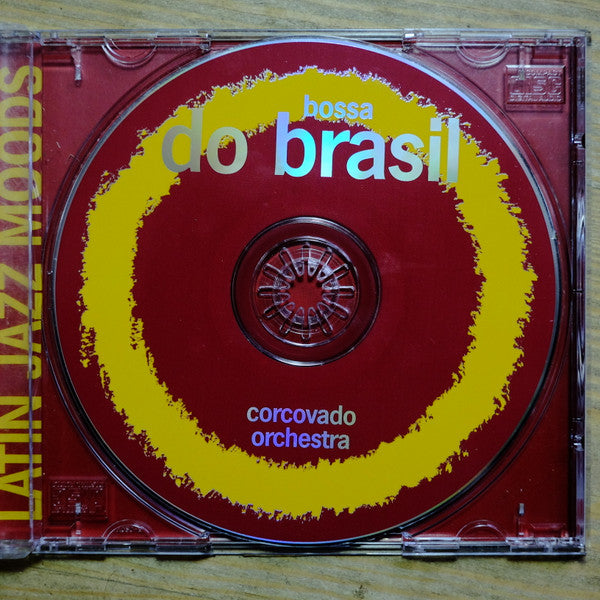 LATIN JAZZ MOODS
bossa
do brasil
corcovado
orchestra